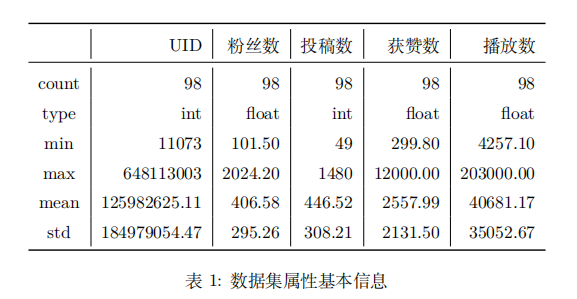 UID 粉丝数 投稿数 获赞数 播放数
count 98 98 98 98 98
type int float int float float
min 11073 101.50 49 299.80 4257.10
max 648113003 2024.20 1480 12000.00 203000.00
mean 125982625.11 406.58 446.52 2557.99 40681.17
std 184979054.47 295.26 308.21 2131.50 35052.67
表 1: 数据集属性基本信息